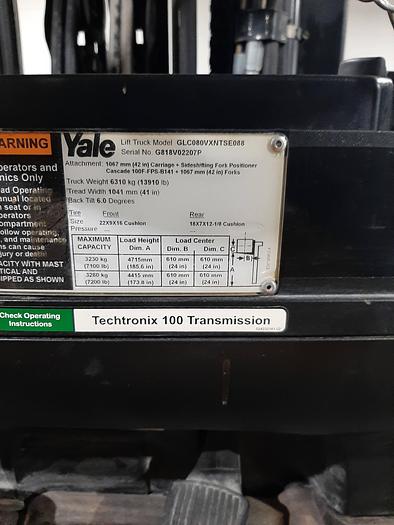 ARNING
perators and
nics Only
ead Operating
anual located
n seat or in
perators
ompartment.
ollow operating,
, and maintenance
ns can cause
or death.
PACITY WITH MAST
TICAL AND
IPPED AS SHOWN
Yale
Lift Truck Model GLC080VXNTSE088
Serial No. G818V02207P
Attachment: 1067 mm (42 in) Carriage + Sideshifting Fork Positioner
Cascade 100F-FPS-B141 + 1067 mm (42 in) Forks
Truck Weight 6310 kg (13910 lb)
Tread Width 1041 mm (41 in)
Back Tilt 6.0 Degrees
Tire Front Rear
Size 22X9X16 Cushion 18X7X12-1/8 Cushion
Pressure --- ---
MAXIMUM CAPACITY Load Height Dim. A Load Center Dim. B Dim. C
3230 kg (7100 lb) 4715mm (185.6 in) 610 mm (24 in) 610 mm (24 in)
3280 kg (7200 lb) 4415 mm (173.8 in) 610 mm (24 in) 610 mm (24 in)
C
B
A
Check Operating
Instructions
Techtronix 100 Transmission